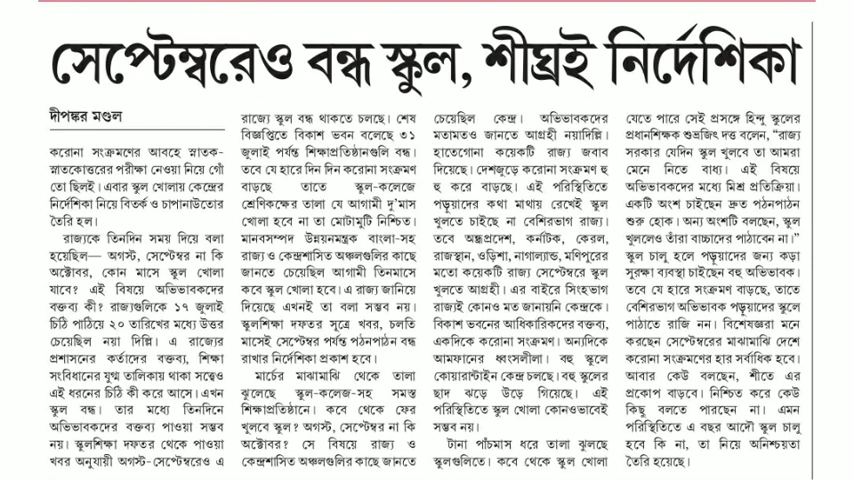 সেপ্টেম্বরেও বন্ধ স্কুল, শীঘ্রই নির্দেশিকা
দীপঙ্কর মণ্ডল
করোনা সংক্রমণের আবহে স্নাতক-
স্নাতকোত্তরের পরীক্ষা নেওয়া নিয়ে গোঁ
তো ছিলই। এবার স্কুল খোলায় কেন্দ্রের
নির্দেশিকা নিয়ে বিতর্ক ও চাপানউতোর
তৈরি হল।
রাজ্যকে তিনদিন সময় দিয়ে বলা
হয়েছিল— অগস্ট, সেপ্টেম্বর না কি
অক্টোবর, কোন মাসে স্কুল খোলা
যাবে? এই বিষয়ে অভিভাবকদের
বক্তব্য কী? রাজ্যগুলিকে ১৭ জুলাই
চিঠি পাঠিয়ে ২০ তারিখের মধ্যে উত্তর
চেয়েছিল নয়া দিল্লি। এ রাজ্যের
প্রশাসনের কর্তাদের বক্তব্য, শিক্ষা
সংবিধানের যুগ্ম তালিকায় থাকা সত্ত্বেও
এই ধরনের চিঠি কী করে আসে। এখন
স্কুল বন্ধ। তার মধ্যে তিনদিনে
অভিভাবকদের বক্তব্য পাওয়া সম্ভব
নয়। স্কুলশিক্ষা দফতর থেকে পাওয়া
খবর অনুযায়ী অগস্ট-সেপ্টেম্বরেও এ
রাজ্যে স্কুল বন্ধ থাকতে চলছে। শেষ
বিজ্ঞপ্তিতে বিকাশ ভবন বলেছে ৩১
জুলাই পর্যন্ত শিক্ষাপ্রতিষ্ঠানগুলি বন্ধ।
তবে যে হারে দিন দিন করোনা সংক্রমণ
বাড়ছে তাতে স্কুল-কলেজে
শ্রেণিকক্ষের তালা যে আগামী দু'মাস
খোলা হবে না তা মোটামুটি নিশ্চিত।
মানবসম্পদ উন্নয়নমন্ত্রক বাংলা-সহ
রাজ্য ও কেন্দ্রশাসিত অঞ্চলগুলির কাছে
জানতে চেয়েছিল আগামী তিনমাসে
কবে স্কুল খোলা হবে। এ রাজ্য জানিয়ে
দিয়েছে এখনই তা বলা সম্ভব নয়।
স্কুলশিক্ষা দফতর সূত্রে খবর, চলতি
মাসেই সেপ্টেম্বর পর্যন্ত পঠনপাঠন বন্ধ
রাখার নির্দেশিকা প্রকাশ হবে।
মার্চের মাঝামাঝি থেকে তালা
ঝুলেছে স্কুল-কলেজ-সহ সমস্ত
শিক্ষাপ্রতিষ্ঠানে। কবে থেকে ফের
খুলবে স্কুল? অগস্ট, সেপ্টেম্বর না কি
অক্টোবর? সে বিষয়ে রাজ্য ও
কেন্দ্রশাসিত অঞ্চলগুলির কাছে জানতে
চেয়েছিল কেন্দ্র। অভিভাবকদের
মতামতও জানতে আগ্রহী নয়াদিল্লি।
হাতেগোনা কয়েকটি রাজ্য জবাব
দিয়েছে। দেশজুড়ে করোনা সংক্রমণ হু
হু করে বাড়ছে। এই পরিস্থিতিতে
পড়ুয়াদের কথা মাথায় রেখেই স্কুল
খুলতে চাইছে না বেশিরভাগ রাজ্য।
তবে অন্ধ্রপ্রদেশ, কর্নাটক, কেরল,
রাজস্থান, ওড়িশা, নাগাল্যান্ড, মণিপুরের
মতো কয়েকটি রাজ্য সেপ্টেম্বরে স্কুল
খুলতে আগ্রহী। এর বাইরে সিংহভাগ
রাজ্যই কোনও মত জানায়নি কেন্দ্রকে।
বিকাশ ভবনের আধিকারিকদের বক্তব্য,
একদিকে করোনা সংক্রমণ। অন্যদিকে
আমফানের ধ্বংসলীলা। বহু স্কুলে
কোয়ারান্টাইন কেন্দ্র চলছে। বহু স্কুলের
ছাদ ঝড়ে উড়ে গিয়েছে। এই
পরিস্থিতিতে স্কুল খোলা কোনওভাবেই
সম্ভব নয়।
টানা পাঁচমাস ধরে তালা ঝুলছে
স্কুলগুলিতে। কবে থেকে স্কুল খোলা
যেতে পারে সেই প্রসঙ্গে হিন্দু স্কুলের
প্রধানশিক্ষক শুভ্রজিৎ দত্ত বলেন, “রাজ্য
সরকার যেদিন স্কুল খুলবে তা আমরা
মেনে নিতে বাধ্য। এই বিষয়ে
অভিভাবকদের মধ্যে মিশ্র প্রতিক্রিয়া।
একটি অংশ চাইছেন দ্রুত পঠনপাঠন
শুরু হোক। অন্য অংশটি বলছেন, স্কুল
খুললেও তাঁরা বাচ্চাদের পাঠাবেন না।”
স্কুল চালু হলে পড়ুয়াদের জন্য কড়া
সুরক্ষা ব্যবস্থা চাইছেন বহু অভিভাবক।
তবে যে হারে সংক্রমণ বাড়ছে, তাতে
বেশিরভাগ অভিভাবক পড়ুয়াদের স্কুলে
পাঠাতে রাজি নন। বিশেষজ্ঞরা মনে
করছেন সেপ্টেম্বরের মাঝামাঝি দেশে
করোনা সংক্রমণের হার সর্বাধিক হবে।
আবার কেউ বলছেন, শীতে এর
প্রকোপ বাড়বে। নিশ্চিত করে কেউ
কিছু বলতে পারছেন না। এমন
পরিস্থিতিতে এ বছর আদৌ স্কুল চালু
হবে কি না, তা নিয়ে অনিশ্চয়তা
তৈরি হয়েছে।